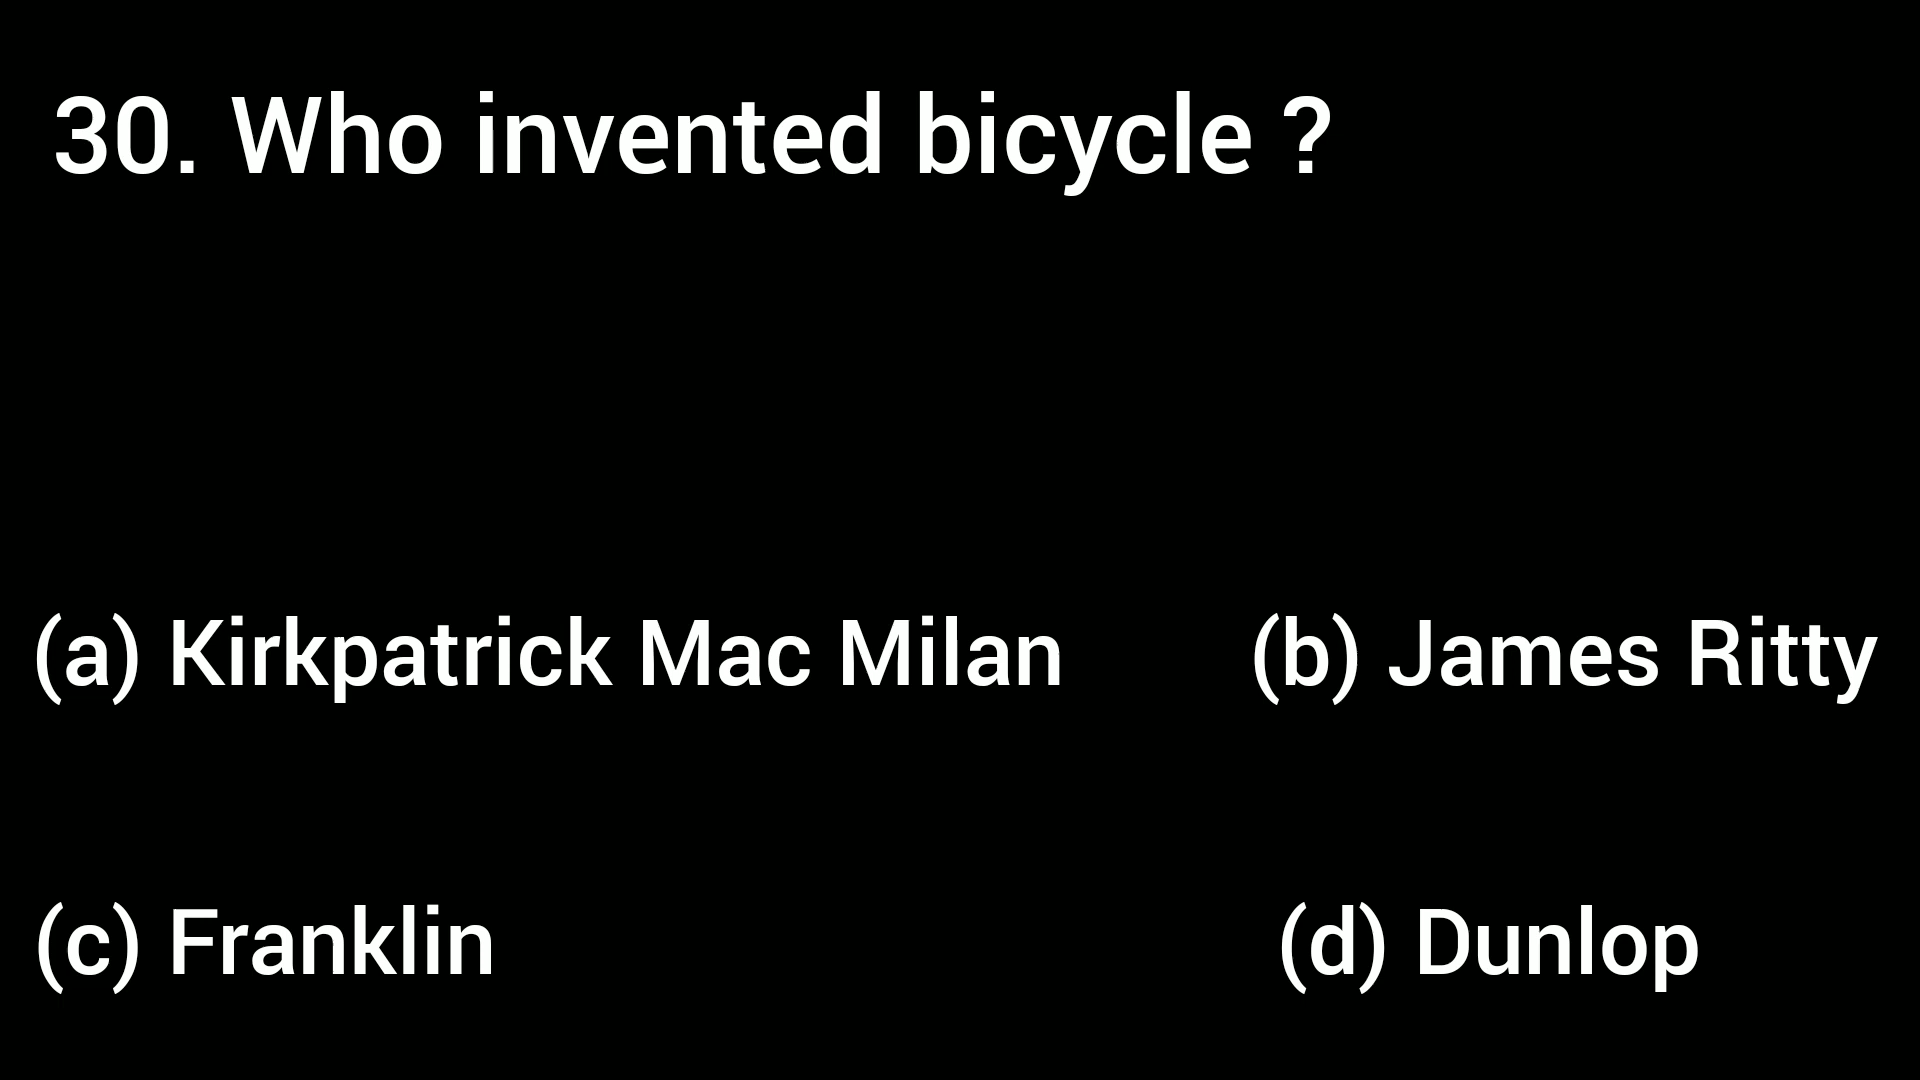 30. Who invented bicycle ?
(a) Kirkpatrick Mac Milan (b) James Ritty
(c) Franklin (d) Dunlop